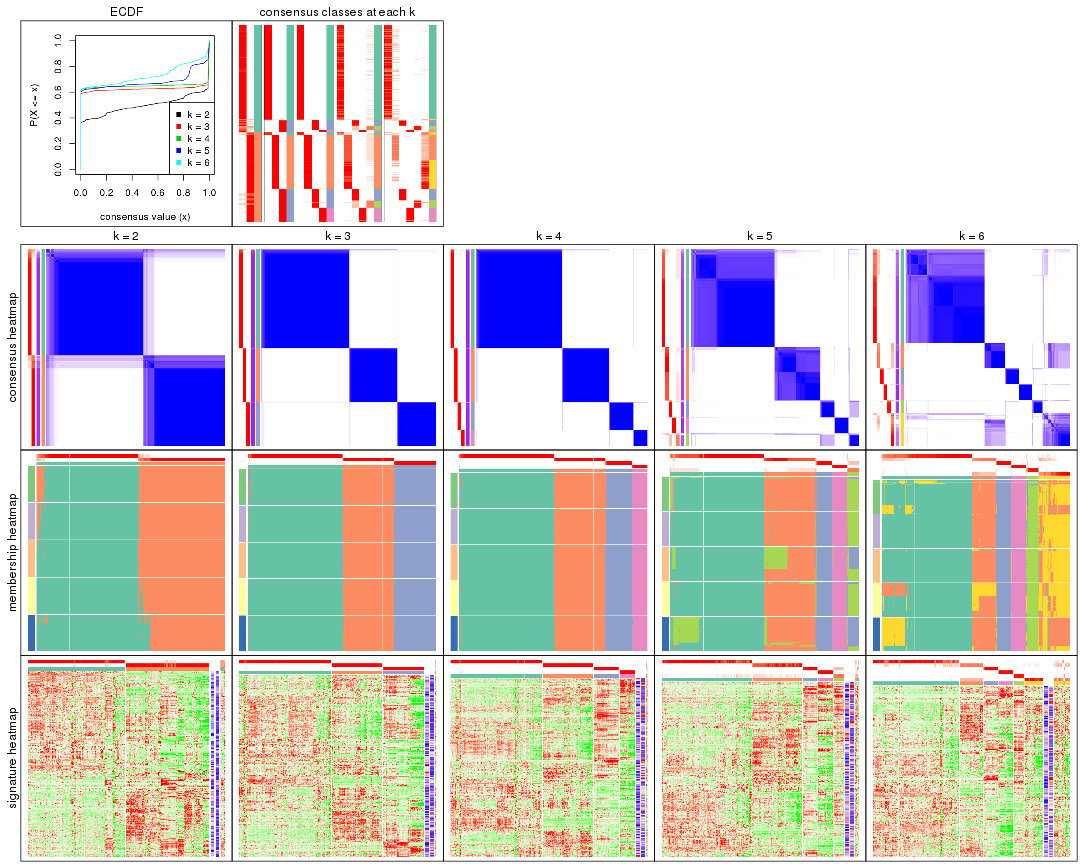 ECDF
consensus classes at each k
P(X <= x)
0.0
0.2
0.4
0.6
0.8
1.0
k = 2
k = 3
k = 4
k = 5
k = 6
0.0 0.2 0.4 0.6 0.8 1.0
consensus value (x)
k = 2
k = 3
k = 4
k = 5
k = 6
consensus heatmap
membership heatmap
signature heatmap